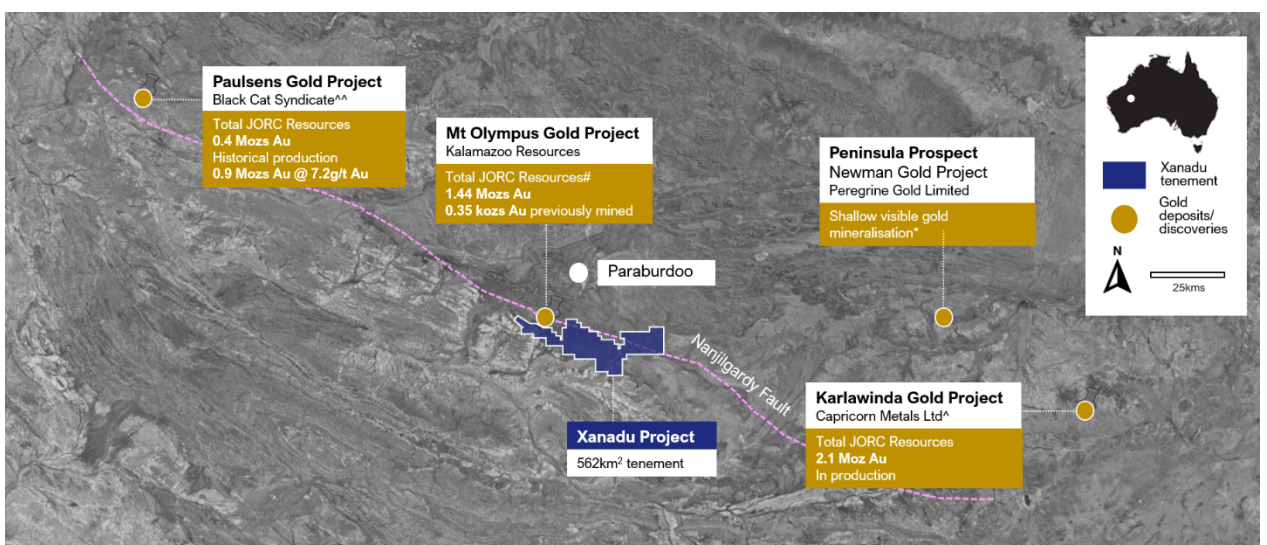 Paulsens Gold Project
Black Cat Syndicate^^
Total JORC Resources
0.4 Mozs Au
Historical production
0.9 Mozs Au @ 7.2g/t Au
Mt Olympus Gold Project
Kalamazoo Resources
Total JORC Resources#
1.44 Mozs Au
0.35 kozs Au previously mined
Paraburdoo
Peninsula Prospect
Newman Gold Project
Peregrine Gold Limited
Shallow visible gold
mineralisation*
Xanadu
tenement
Gold
deposits/
discoveries
N
25kms
Nanjilgardy Fault
Karlawinda Gold Project
Capricorn Metals Ltd^
Total JORC Resources
2.1 Moz Au
In production
Xanadu Project
562km² tenement